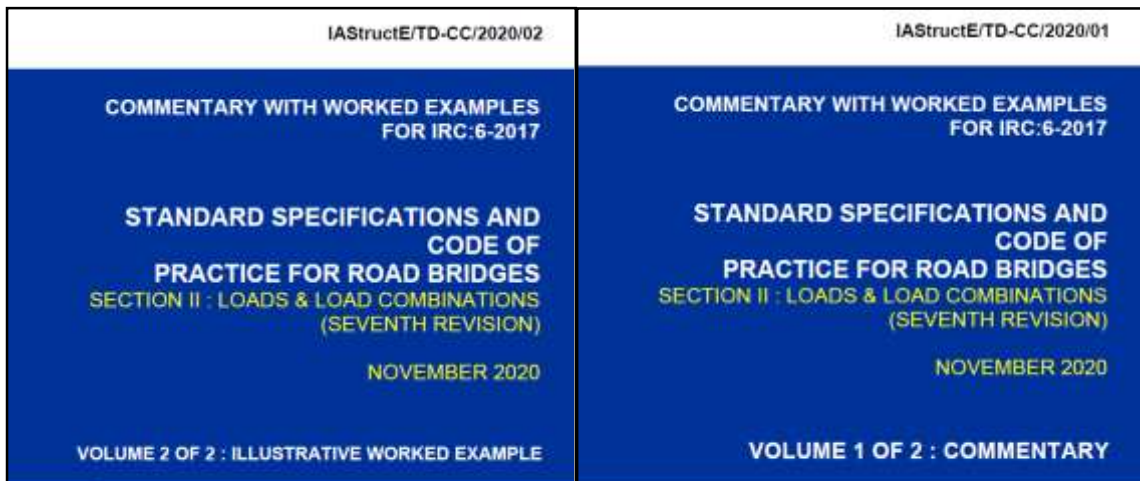 IAStructE/TD-CC/2020/02
COMMENTARY WITH WORKED EXAMPLES
FOR IRC:6-2017
STANDARD SPECIFICATIONS AND
CODE OF
PRACTICE FOR ROAD BRIDGES
SECTION II : LOADS & LOAD COMBINATIONS
(SEVENTH REVISION)
NOVEMBER 2020
VOLUME 2 OF 2 : ILLUSTRATIVE WORKED EXAMPLE
IAStructE/TD-CC/2020/01
COMMENTARY WITH WORKED EXAMPLES
FOR IRC:6-2017
STANDARD SPECIFICATIONS AND
CODE OF
PRACTICE FOR ROAD BRIDGES
SECTION II : LOADS & LOAD COMBINATIONS
(SEVENTH REVISION)
NOVEMBER 2020
VOLUME 1 OF 2 : COMMENTARY